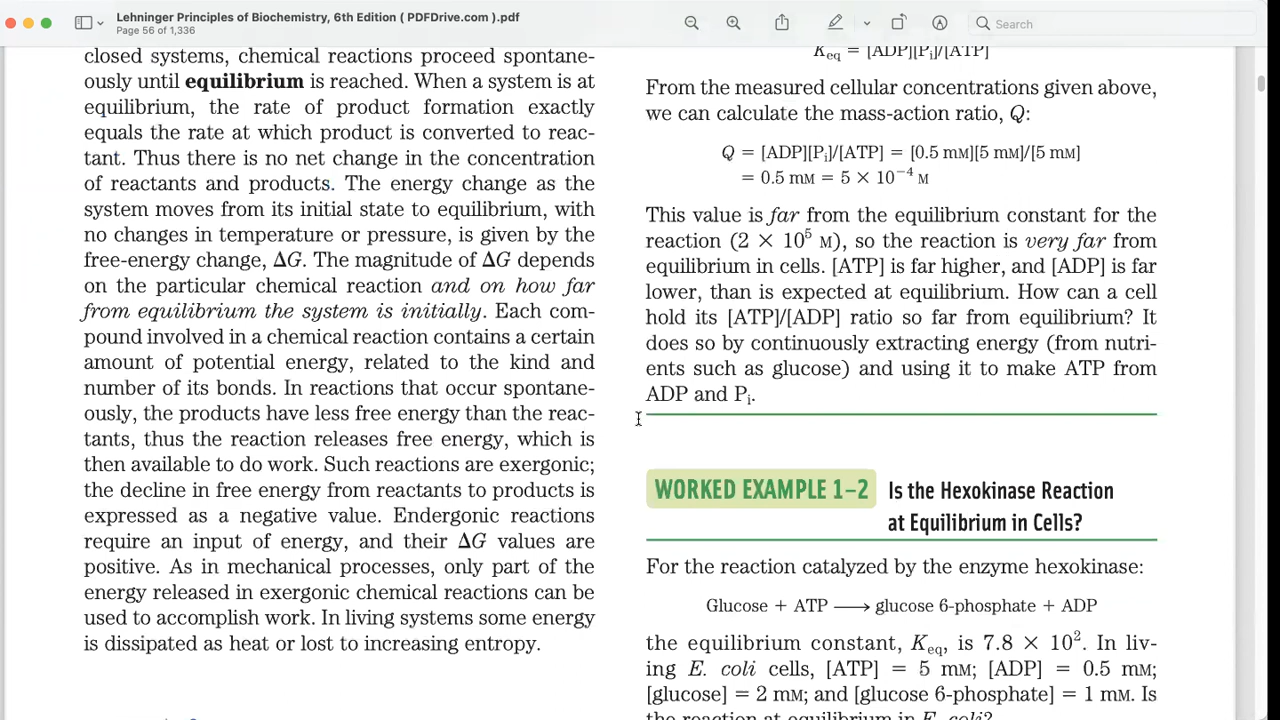 Lehninger Principles of Biochemistry, 6th Edition ( PDFDrive.com ).pdf
Page 56 of 1,336
Search
closed systems, chemical reactions proceed spontane-
ously until equilibrium is reached. When a system is at
equilibrium, the rate of product formation exactly
equals the rate at which product is converted to reac-
tant. Thus there is no net change in the concentration
of reactants and products. The energy change as the
system moves from its initial state to equilibrium, with
no changes in temperature or pressure, is given by the
free-energy change, ΔG. The magnitude of ΔG depends
on the particular chemical reaction and on how far
from equilibrium the system is initially. Each com-
pound involved in a chemical reaction contains a certain
amount of potential energy, related to the kind and
number of its bonds. In reactions that occur spontane-
ously, the products have less free energy than the reac-
tants, thus the reaction releases free energy, which is
then available to do work. Such reactions are exergonic;
the decline in free energy from reactants to products is
expressed as a negative value. Endergonic reactions
require an input of energy, and their ΔG values are
positive. As in mechanical processes, only part of the
energy released in exergonic chemical reactions can be
used to accomplish work. In living systems some energy
is dissipated as heat or lost to increasing entropy.
Keq = [ADP][Pi]/[ATP]
From the measured cellular concentrations given above,
we can calculate the mass-action ratio, Q:
Q = [ADP][Pi]/[ATP] = [0.5 mM][5 mM]/[5 mM]
= 0.5 mM = 5 × 10⁻⁴ M
This value is far from the equilibrium constant for the
reaction (2 × 10⁵ M), so the reaction is very far from
equilibrium in cells. [ATP] is far higher, and [ADP] is far
lower, than is expected at equilibrium. How can a cell
hold its [ATP]/[ADP] ratio so far from equilibrium? It
does so by continuously extracting energy (from nutri-
ents such as glucose) and using it to make ATP from
ADP and Pi.
WORKED EXAMPLE 1–2 Is the Hexokinase Reaction
at Equilibrium in Cells?
For the reaction catalyzed by the enzyme hexokinase:
Glucose + ATP ⟶ glucose 6-phosphate + ADP
the equilibrium constant, Keq, is 7.8 × 10². In liv-
ing E. coli cells, [ATP] = 5 mM; [ADP] = 0.5 mM;
[glucose] = 2 mM; and [glucose 6-phosphate] = 1 mM. Is
the reaction at equilibrium in E. coli?